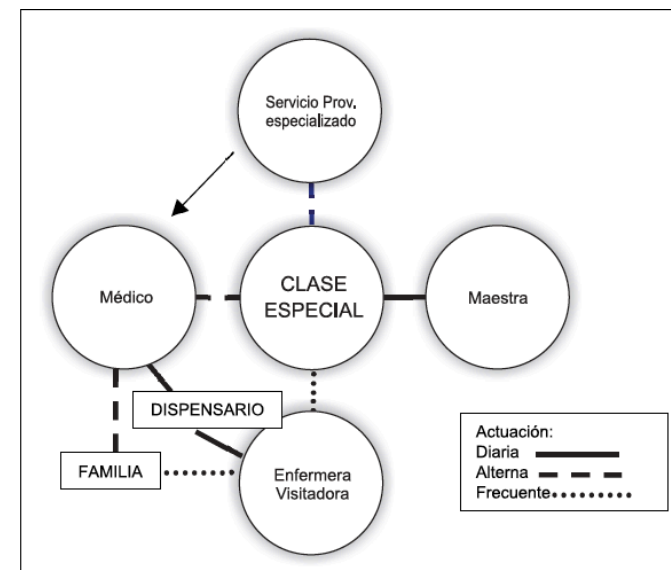 Servicio Prov.
especializado
Médico
CLASE
ESPECIAL
Maestra
DISPENSARIO
FAMILIA
Enfermera
Visitadora
Actuación:
Diaria
Alterna
Frecuente